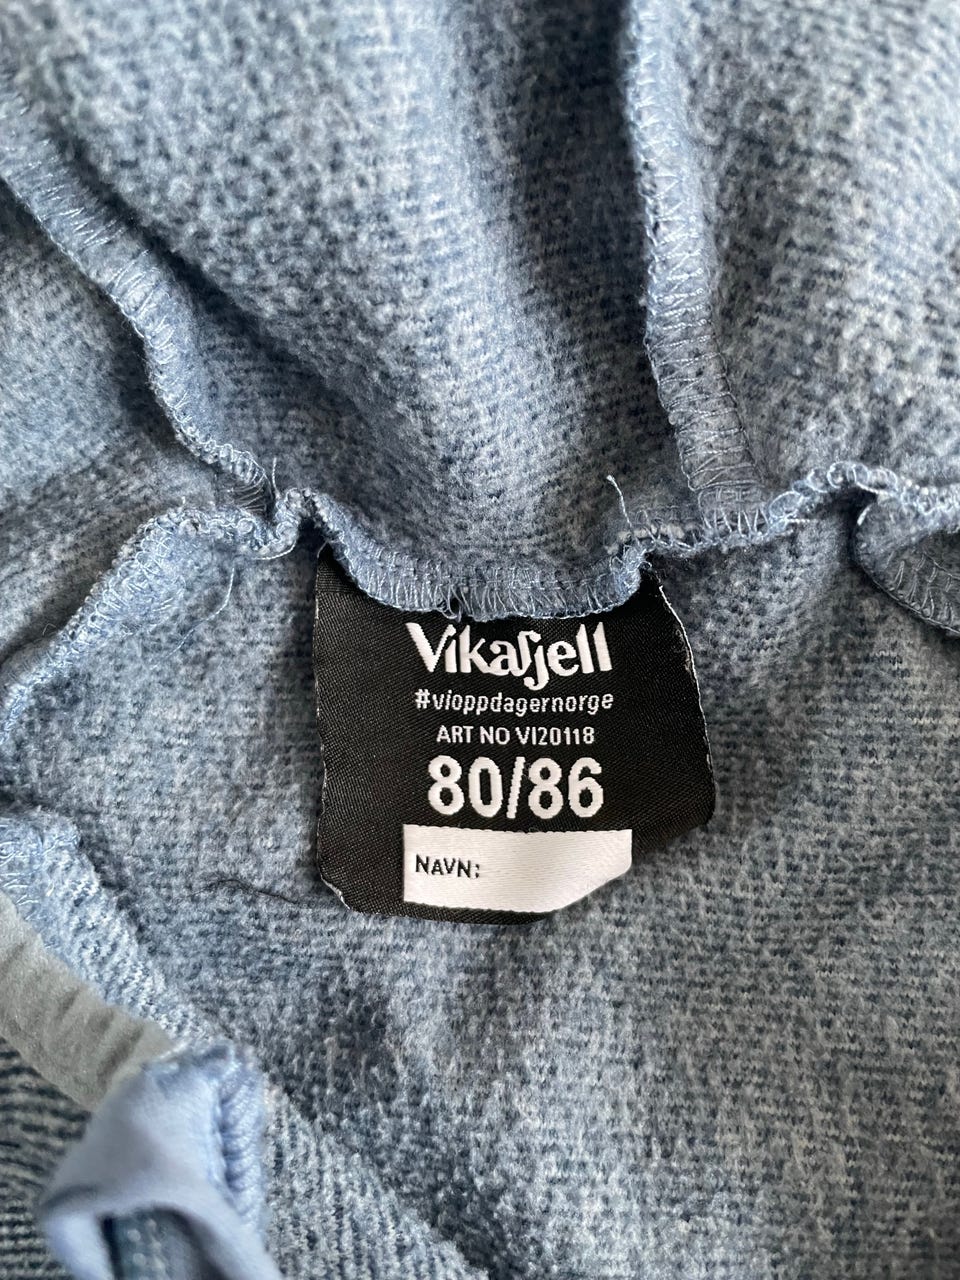 Vikafjell
#vioppdagernorge
ART NO VI20118
80/86
NAVN: